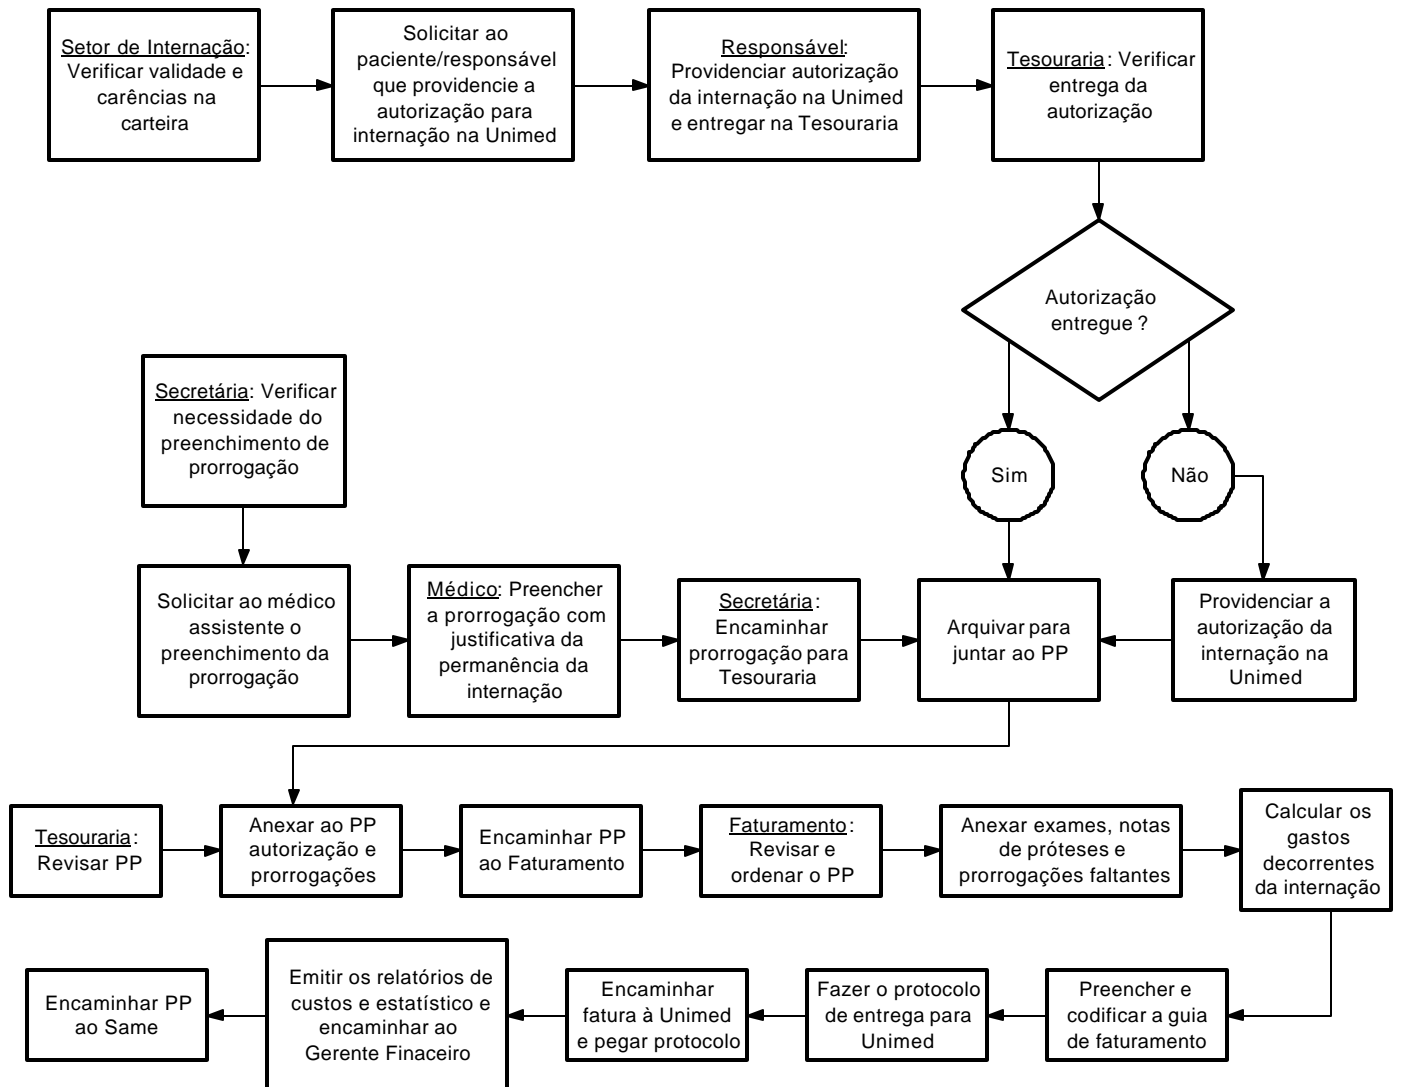 Setor de Internação:
Verificar validade e
carências na
carteira
Solicitar ao
paciente/responsável
que providencie a
autorização para
internação na Unimed
Responsável:
Providenciar autorização
da internação na Unimed
e entregar na Tesouraria
Tesouraria: Verificar
entrega da
autorização
Autorização
entregue ?
Sim
Não
Secretária: Verificar
necessidade do
preenchimento de
prorrogação
Solicitar ao médico
assistente o
preenchimento da
prorrogação
Médico: Preencher
a prorrogação com
justificativa da
permanência da
internação
Secretária:
Encaminhar
prorrogação para
Tesouraria
Arquivar para
juntar ao PP
Providenciar a
autorização da
internação na
Unimed
Tesouraria:
Revisar PP
Anexar ao PP
autorização e
prorrogações
Encaminhar PP
ao Faturamento
Faturamento:
Revisar e
ordenar o PP
Anexar exames, notas
de próteses e
prorrogações faltantes
Calcular os
gastos
decorrentes
da internação
Preencher e
codificar a guia
de faturamento
Fazer o protocolo
de entrega para
Unimed
Encaminhar
fatura à Unimed
e pegar protocolo
Emitir os relatórios de
custos e estatístico e
encaminhar ao
Gerente Finaceiro
Encaminhar PP
ao Same